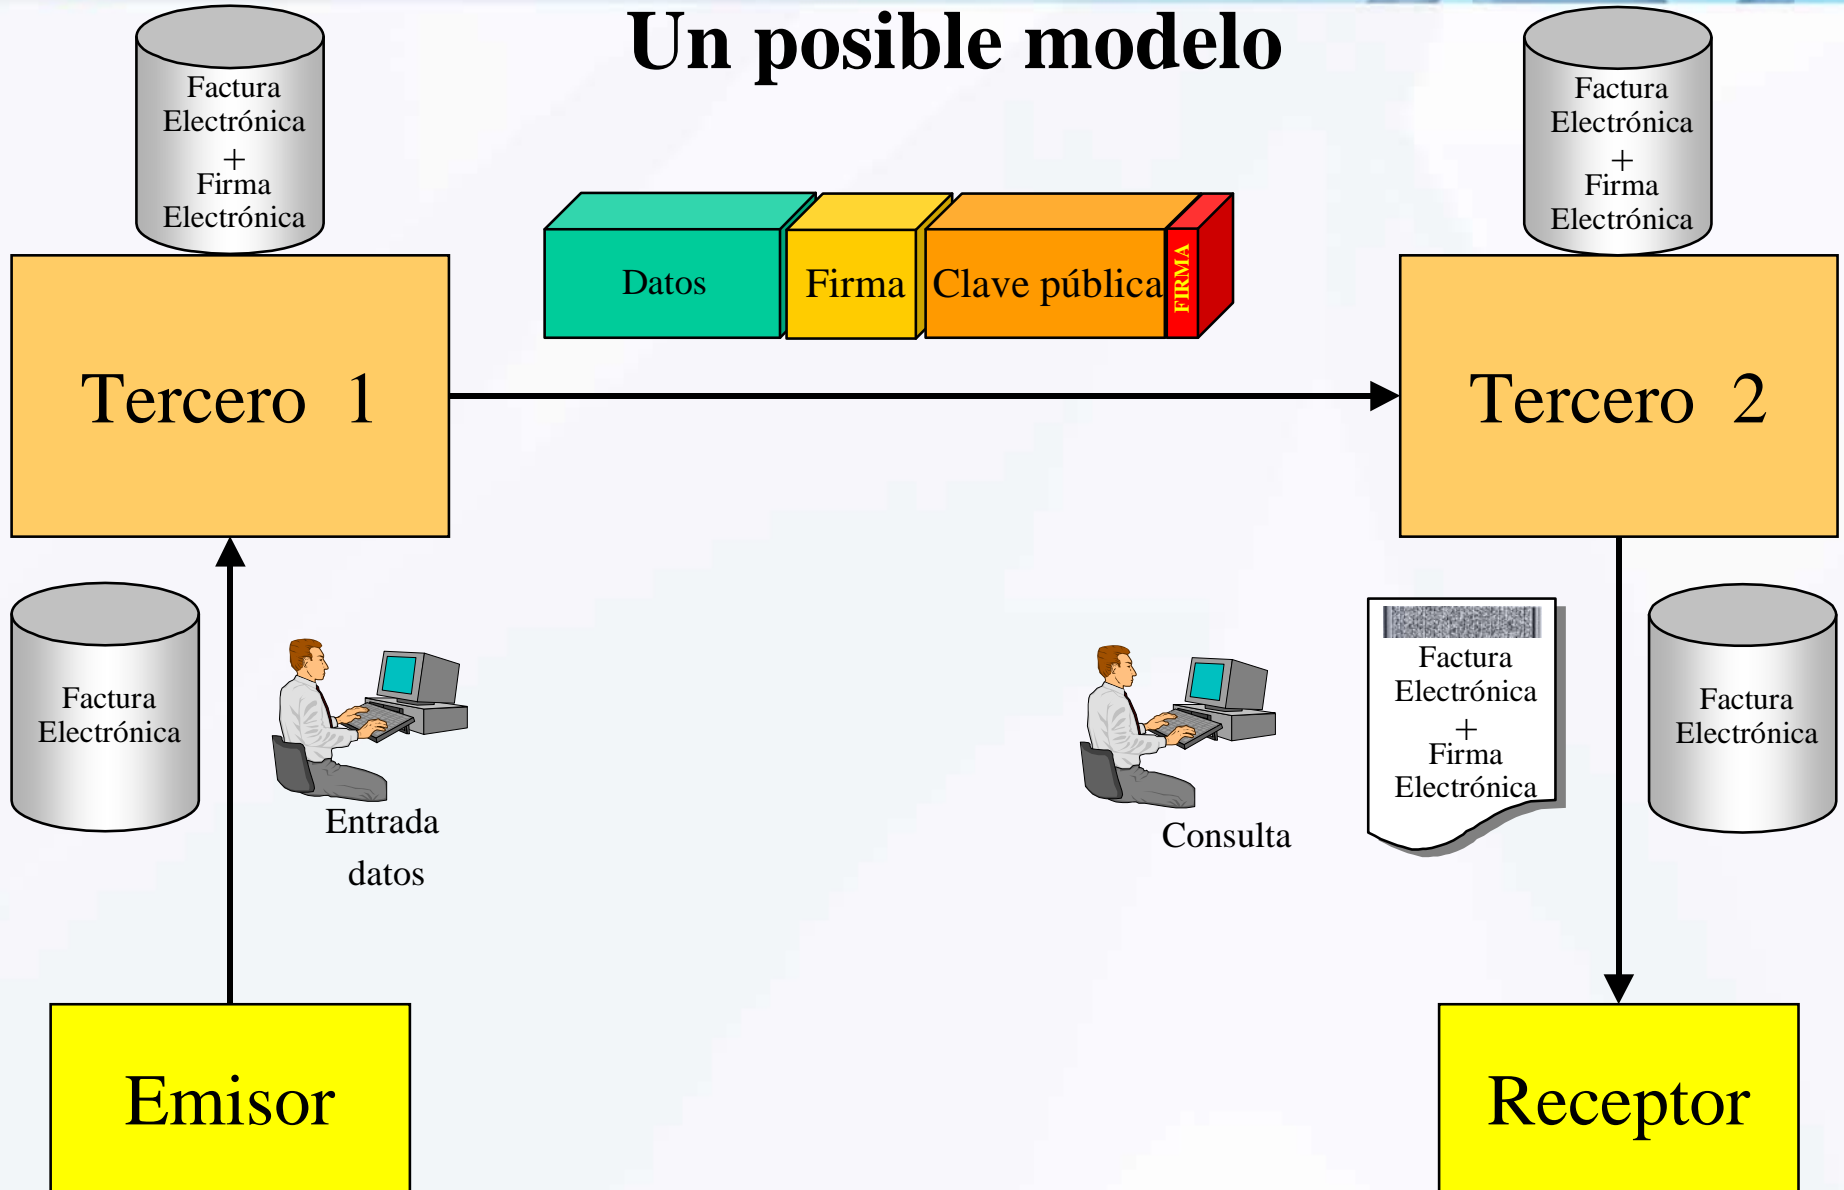 Un posible modelo
Factura
Electrónica
+
Firma
Electrónica
Factura
Electrónica
+
Firma
Electrónica
Datos
Firma
Clave pública
FIRMA
Tercero 1
Tercero 2
Factura
Electrónica
Entrada
datos
Consulta
Factura
Electrónica
+
Firma
Electrónica
Factura
Electrónica
Emisor
Receptor